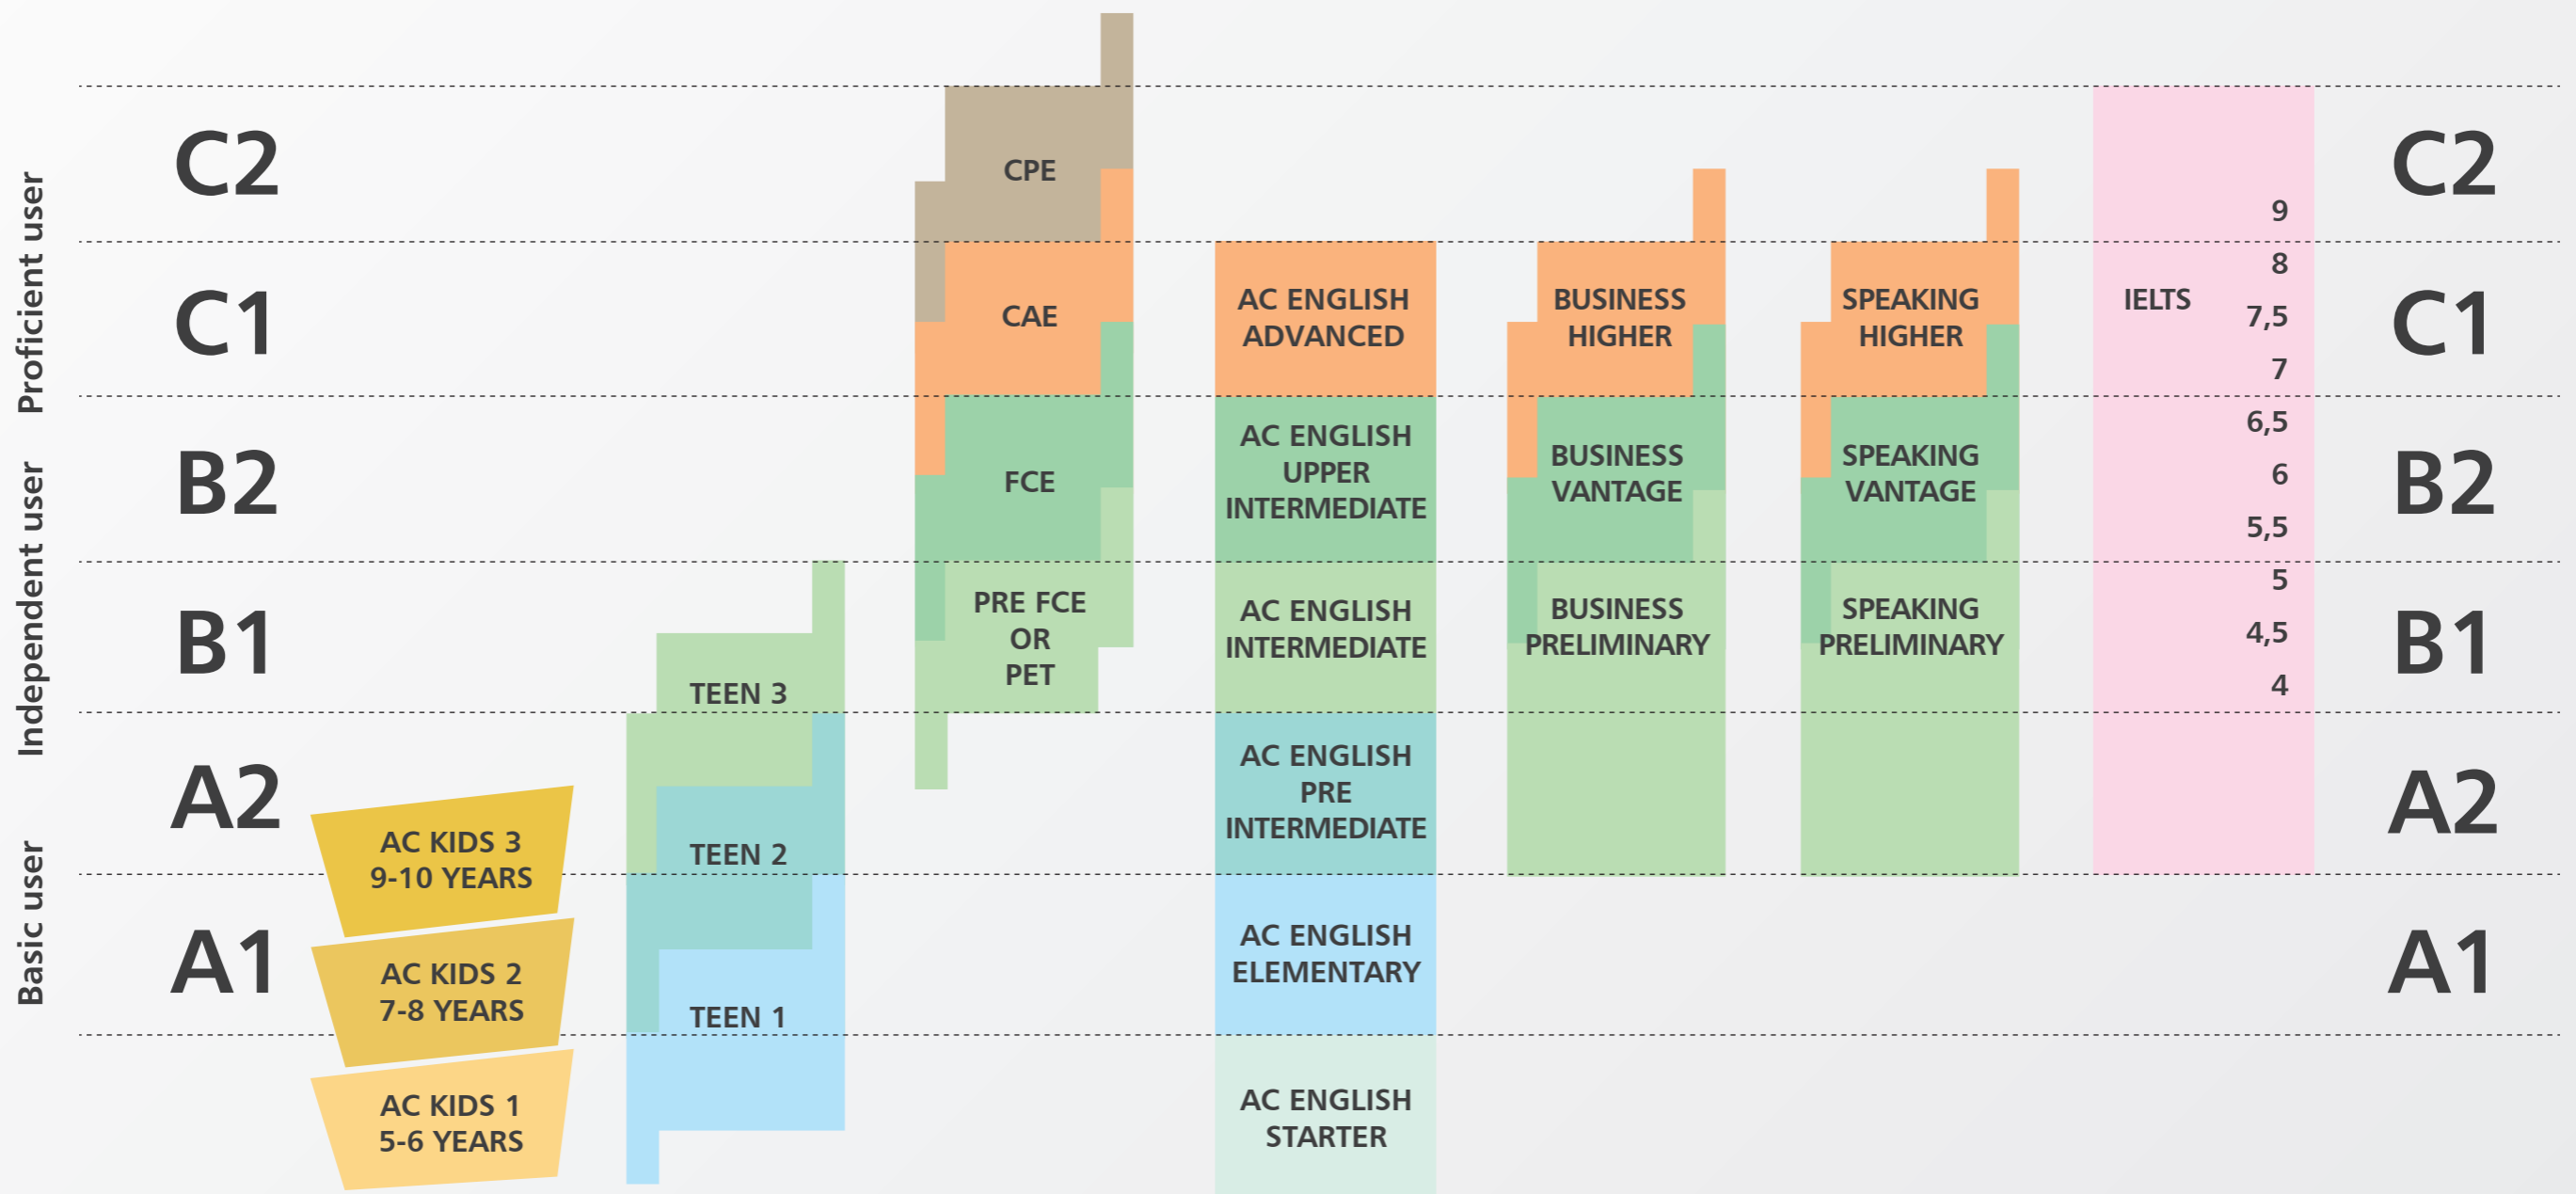 Proficient user
Independent user
Basic user
C2
C1
B2
B1
A2
A1
AC KIDS 3
9-10 YEARS
AC KIDS 2
7-8 YEARS
AC KIDS 1
5-6 YEARS
TEEN 3
TEEN 2
TEEN 1
CPE
CAE
FCE
PRE FCE
OR
PET
AC ENGLISH
ADVANCED
AC ENGLISH
UPPER
INTERMEDIATE
AC ENGLISH
INTERMEDIATE
AC ENGLISH
PRE
INTERMEDIATE
AC ENGLISH
ELEMENTARY
AC ENGLISH
STARTER
BUSINESS
HIGHER
BUSINESS
VANTAGE
BUSINESS
PRELIMINARY
SPEAKING
HIGHER
SPEAKING
VANTAGE
SPEAKING
PRELIMINARY
IELTS
9
8
7,5
7
6,5
6
5,5
5
4,5
4
C2
C1
B2
B1
A2
A1